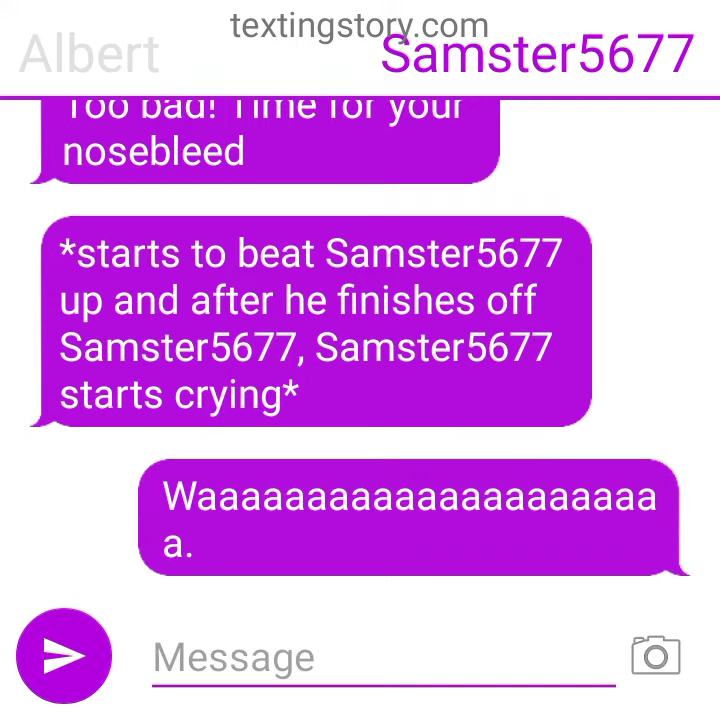 textingstory.com
Albert
Samster5677
Too bad! Time for your
nosebleed
*starts to beat Samster5677
up and after he finishes off
Samster5677, Samster5677
starts crying*
Waaaaaaaaaaaaaaaaaaaaa
a.
Message